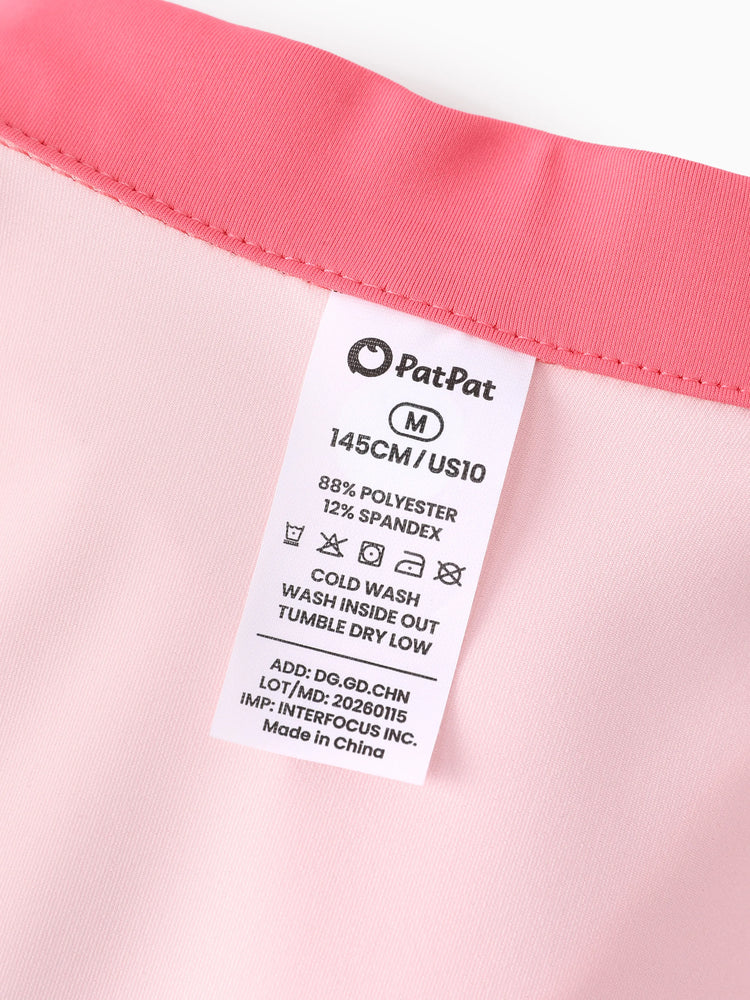 PatPat
M
145CM/US10
88% POLYESTER
12% SPANDEX
COLD WASH
WASH INSIDE OUT
TUMBLE DRY LOW
ADD: DG.GD.CHN
LOT/MD: 20260115
IMP: INTERFOCUS INC.
Made in China